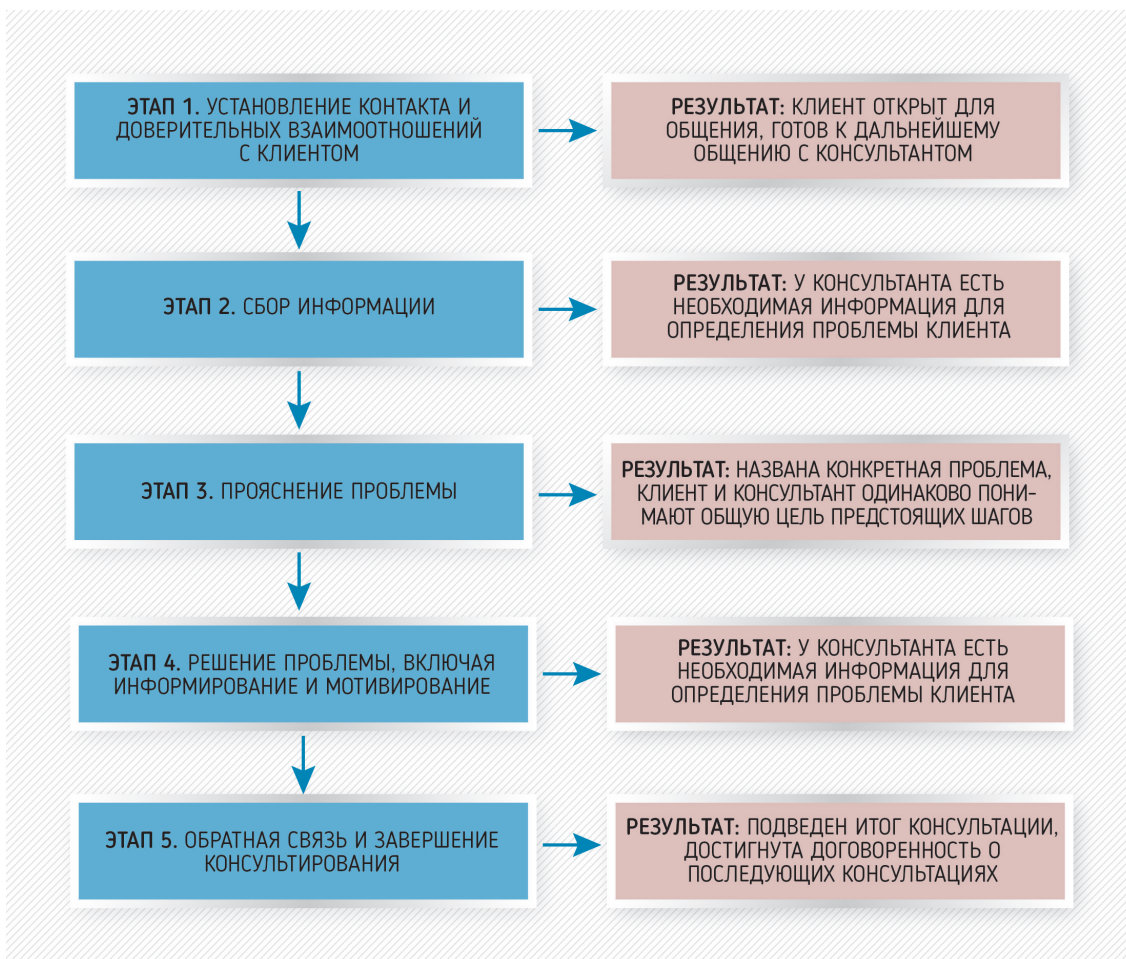 ЭТАП 1. УСТАНОВЛЕНИЕ КОНТАКТА И
ДОВЕРИТЕЛЬНЫХ ВЗАИМООТНОШЕНИЙ
С КЛИЕНТОМ
РЕЗУЛЬТАТ: КЛИЕНТ ОТКРЫТ ДЛЯ
ОБЩЕНИЯ, ГОТОВ К ДАЛЬНЕЙШЕМУ
ОБЩЕНИЮ С КОНСУЛЬТАНТОМ
ЭТАП 2. СБОР ИНФОРМАЦИИ
РЕЗУЛЬТАТ: У КОНСУЛЬТАНТА ЕСТЬ
НЕОБХОДИМАЯ ИНФОРМАЦИЯ ДЛЯ
ОПРЕДЕЛЕНИЯ ПРОБЛЕМЫ КЛИЕНТА
ЭТАП 3. ПРОЯСНЕНИЕ ПРОБЛЕМЫ
РЕЗУЛЬТАТ: НАЗВАНА КОНКРЕТНАЯ ПРОБЛЕМА,
КЛИЕНТ И КОНСУЛЬТАНТ ОДИНАКОВО ПОНИ-
МАЮТ ОБЩУЮ ЦЕЛЬ ПРЕДСТОЯЩИХ ШАГОВ
ЭТАП 4. РЕШЕНИЕ ПРОБЛЕМЫ, ВКЛЮЧАЯ
ИНФОРМИРОВАНИЕ И МОТИВИРОВАНИЕ
РЕЗУЛЬТАТ: У КОНСУЛЬТАНТА ЕСТЬ
НЕОБХОДИМАЯ ИНФОРМАЦИЯ ДЛЯ
ОПРЕДЕЛЕНИЯ ПРОБЛЕМЫ КЛИЕНТА
ЭТАП 5. ОБРАТНАЯ СВЯЗЬ И ЗАВЕРШЕНИЕ
КОНСУЛЬТИРОВАНИЯ
РЕЗУЛЬТАТ: ПОДВЕДЕН ИТОГ КОНСУЛЬТАЦИИ,
ДОСТИГНУТА ДОГОВОРЕННОСТЬ О
ПОСЛЕДУЮЩИХ КОНСУЛЬТАЦИЯХ